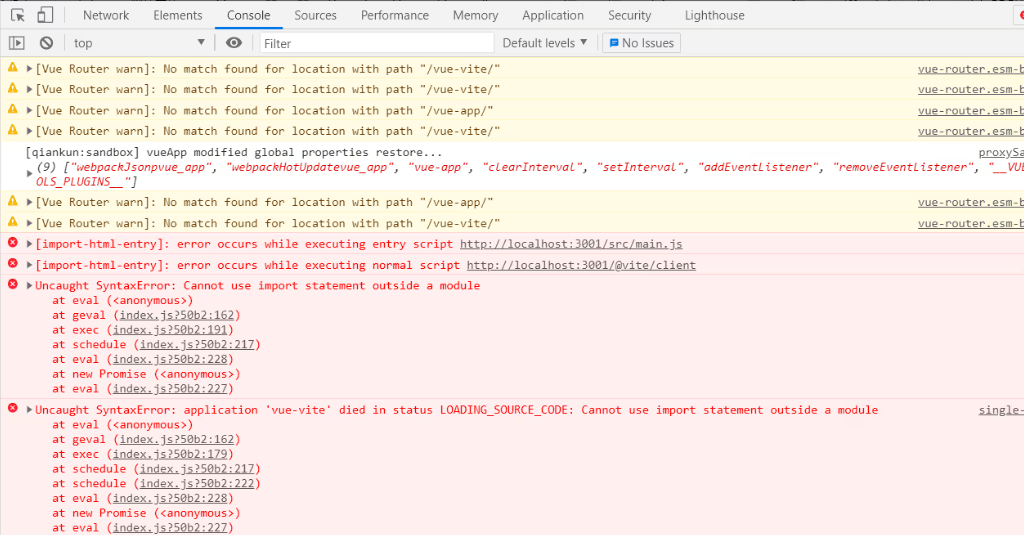 Network Elements Console Sources Performance Memory Application Security Lighthouse
top Filter Default levels No Issues
[Vue Router warn]: No match found for location with path "/vue-vite/" vue-router.esm-b
[Vue Router warn]: No match found for location with path "/vue-vite/" vue-router.esm-b
[Vue Router warn]: No match found for location with path "/vue-app/" vue-router.esm-b
[Vue Router warn]: No match found for location with path "/vue-vite/" vue-router.esm-b
[qiankun:sandbox] vueApp modified global properties restore... proxySa
(9) ["webpackJsonpvue_app", "webpackHotUpdatevue_app", "vue-app", "clearInterval", "setInterval", "addEventListener", "removeEventListener", "__VUE
OLS_PLUGINS__"]
[Vue Router warn]: No match found for location with path "/vue-app/" vue-router.esm-b
[Vue Router warn]: No match found for location with path "/vue-vite/" vue-router.esm-b
[import-html-entry]: error occurs while executing entry script http://localhost:3001/src/main.js
[import-html-entry]: error occurs while executing normal script http://localhost:3001/@vite/client
Uncaught SyntaxError: Cannot use import statement outside a module
at eval (<anonymous>)
at geval (index.js?50b2:162)
at exec (index.js?50b2:191)
at schedule (index.js?50b2:217)
at eval (index.js?50b2:228)
at new Promise (<anonymous>)
at eval (index.js?50b2:227)
Uncaught SyntaxError: application 'vue-vite' died in status LOADING_SOURCE_CODE: Cannot use import statement outside a module single-
at eval (<anonymous>)
at geval (index.js?50b2:162)
at exec (index.js?50b2:179)
at schedule (index.js?50b2:217)
at schedule (index.js?50b2:222)
at eval (index.js?50b2:228)
at new Promise (<anonymous>)
at eval (index.js?50b2:227)